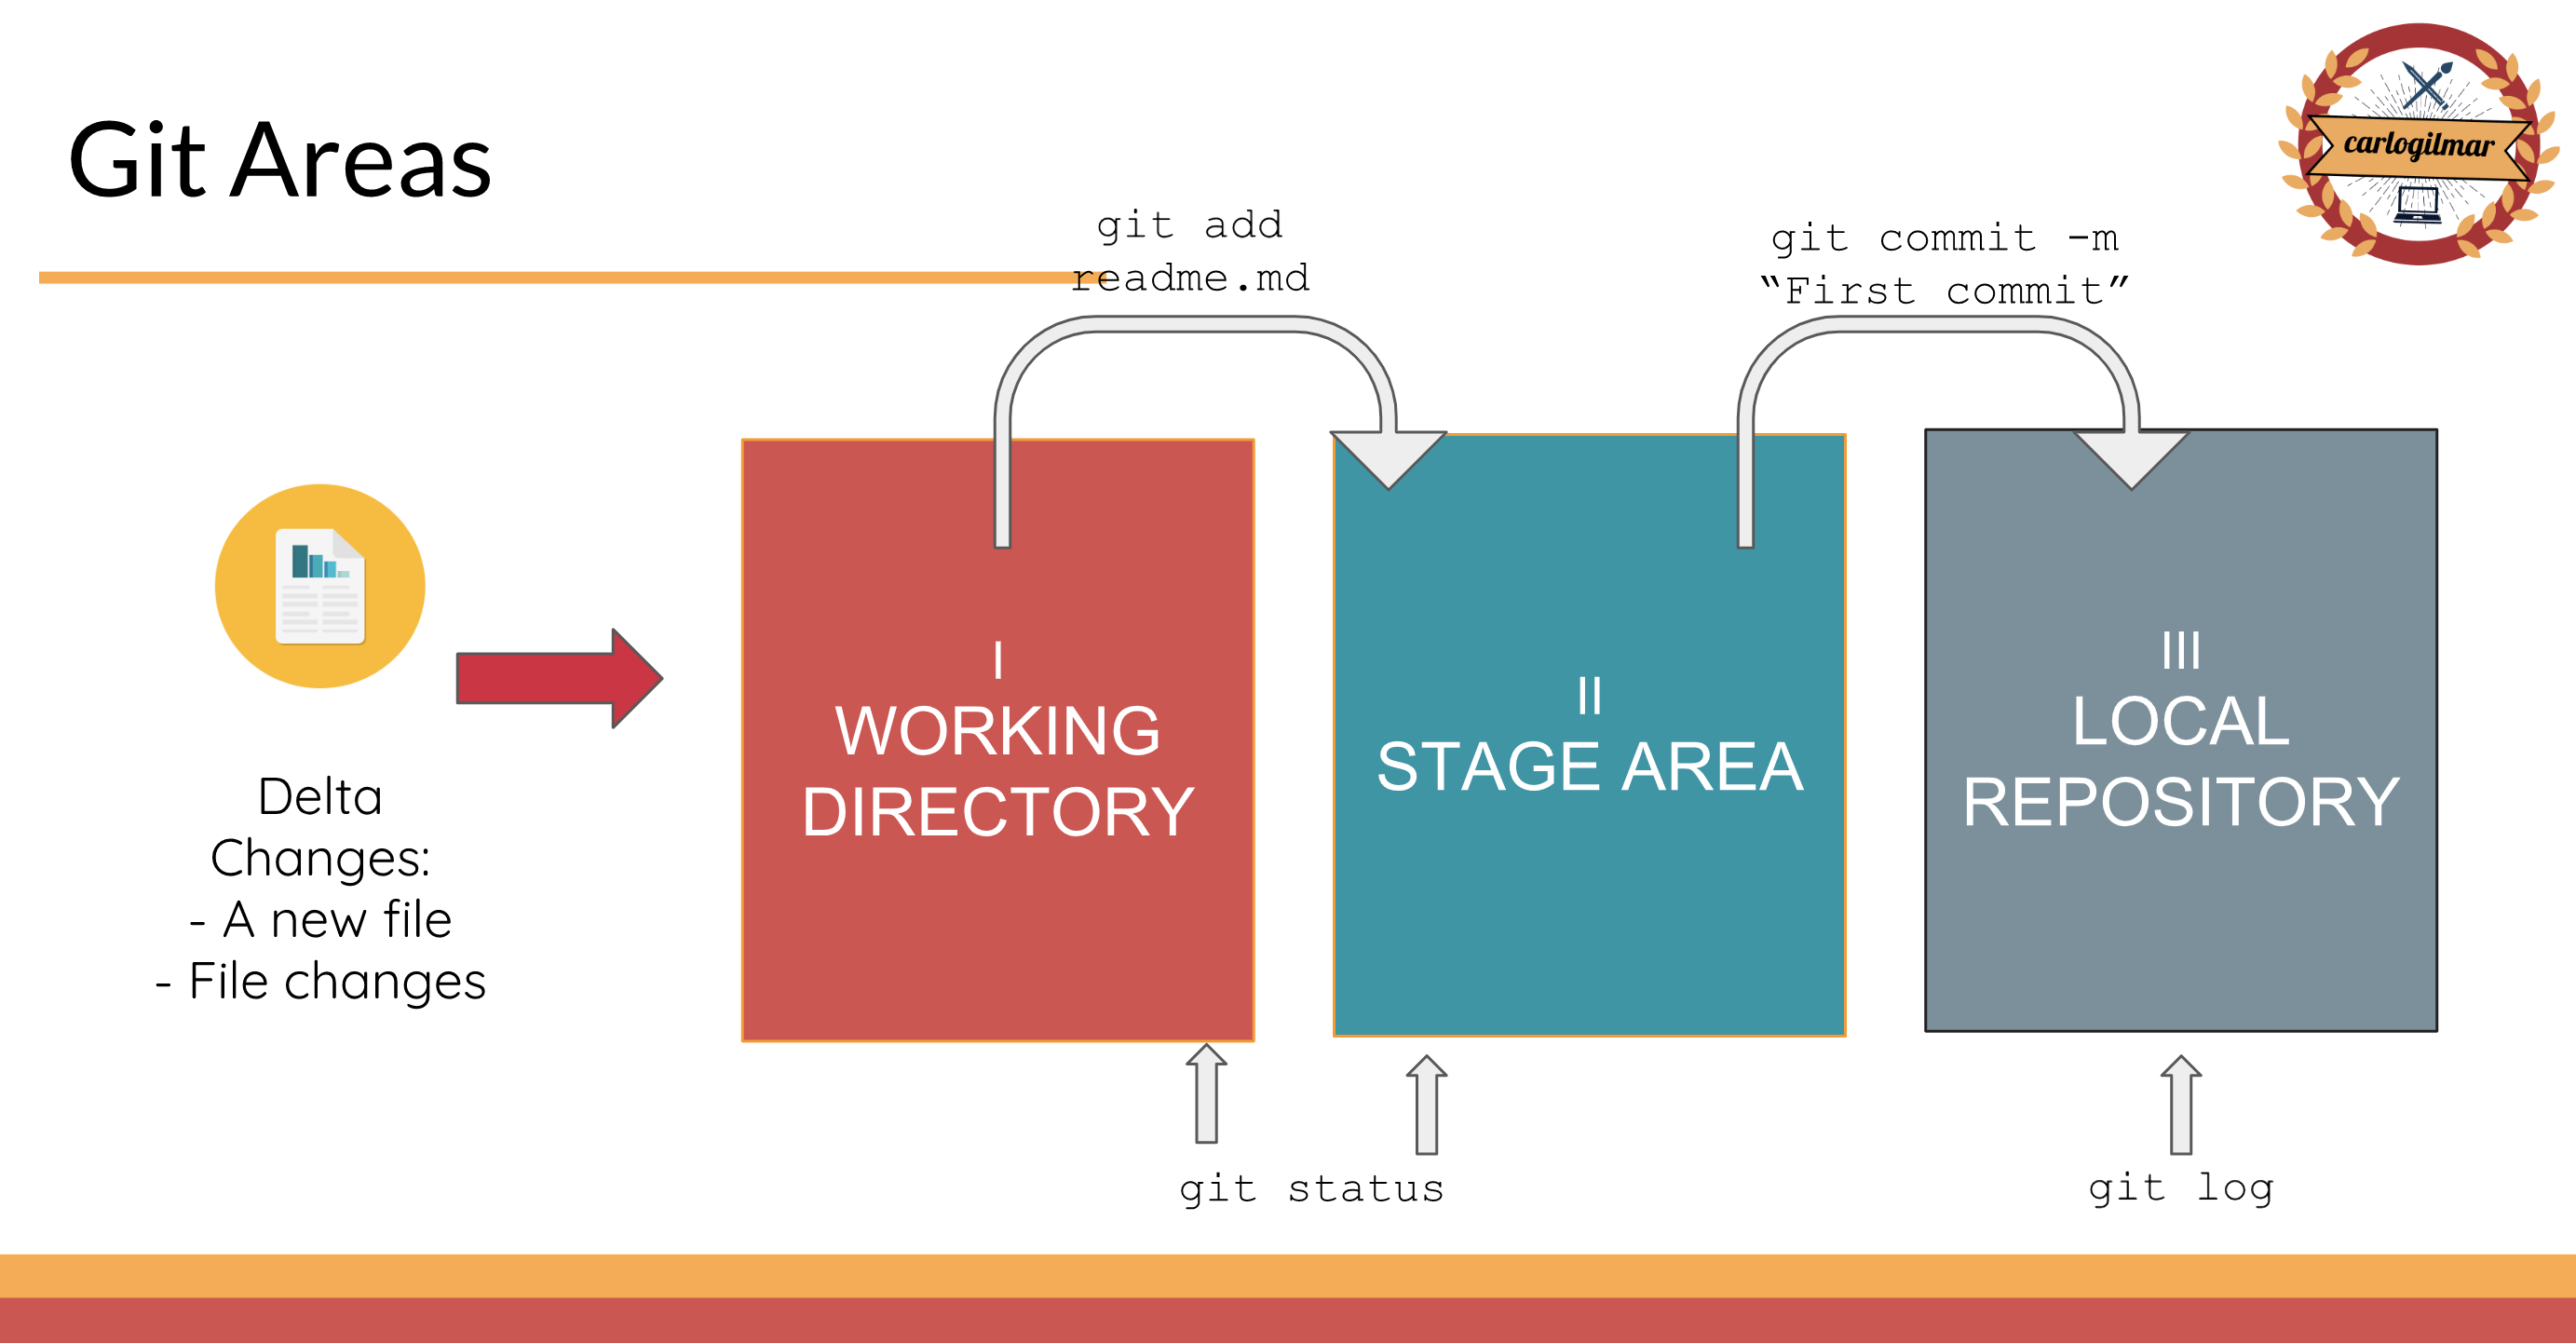 Git Areas
carlogilmar
git add
readme.md
git commit -m
“First commit”
Delta
Changes:
- A new file
- File changes
I
WORKING
DIRECTORY
II
STAGE AREA
III
LOCAL
REPOSITORY
git status
git log